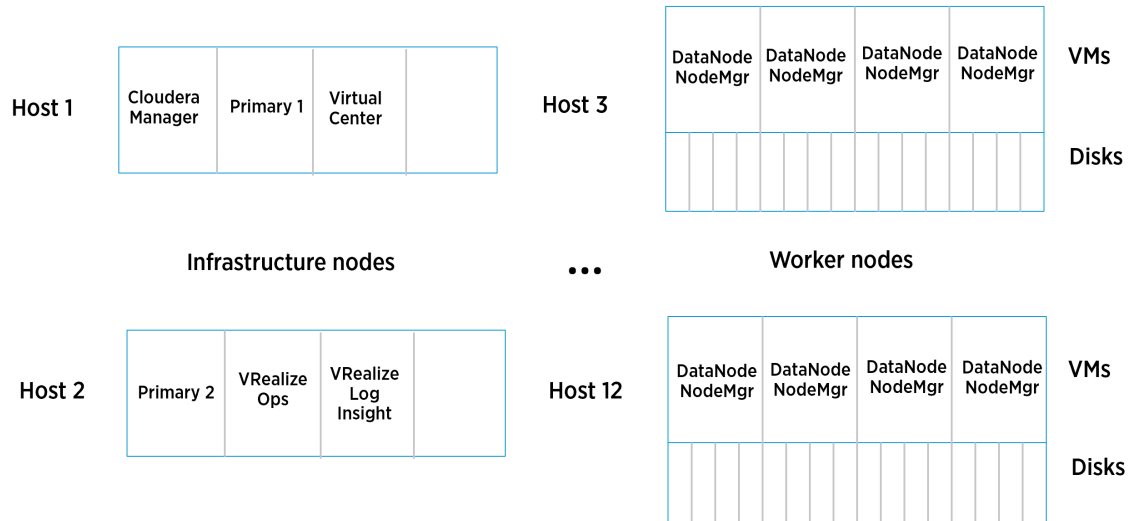 Host 1
Cloudera
Manager
Primary 1
Virtual
Center
Host 3
DataNode
NodeMgr
DataNode
NodeMgr
DataNode
NodeMgr
DataNode
NodeMgr
VMs
Disks
Infrastructure nodes
...
Worker nodes
Host 2
Primary 2
VRealize
Ops
VRealize
Log
Insight
Host 12
DataNode
NodeMgr
DataNode
NodeMgr
DataNode
NodeMgr
DataNode
NodeMgr
VMs
Disks